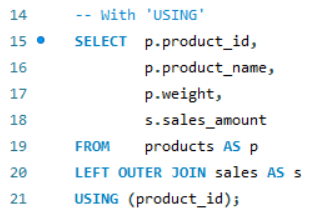 14 -- With 'USING'
15 SELECT p.product_id,
16 p.product_name,
17 p.weight,
18 s.sales_amount
19 FROM products AS p
20 LEFT OUTER JOIN sales AS s
21 USING (product_id);